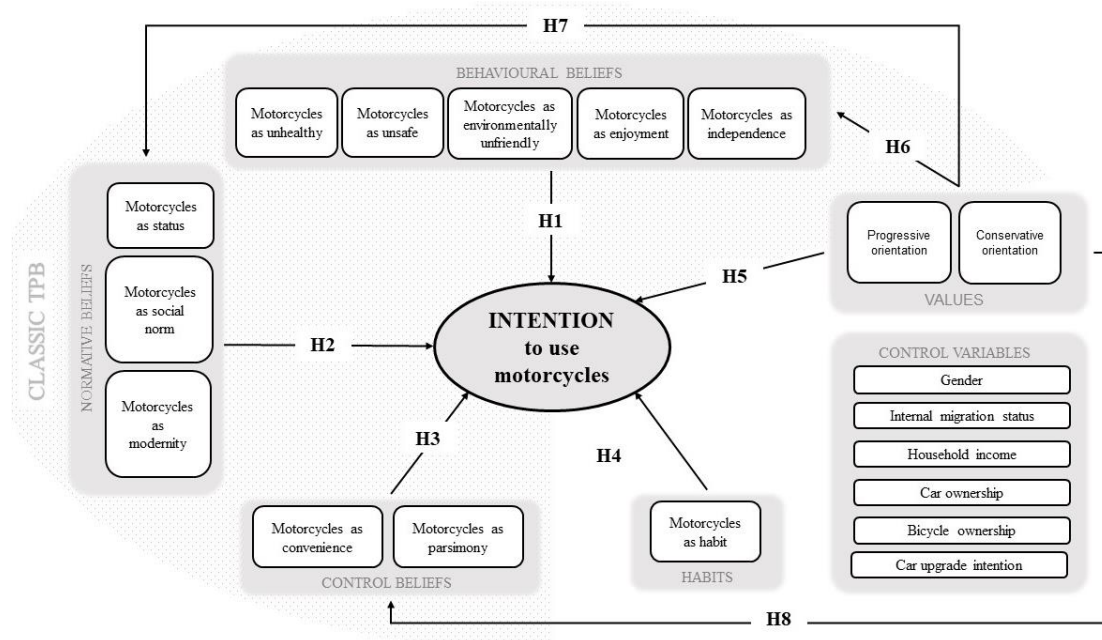 H7
BEHAVIOURAL BELIEFS
Motorcycles
as unhealthy
Motorcycles
as unsafe
Motorcycles as
environmentally
unfriendly
Motorcycles
as enjoyment
Motorcycles as
independence
H6
CLASSIC TPB
NORMATIVE BELIEFS
Motorcycles
as status
Motorcycles
as social
norm
Motorcycles
as
modernity
H1
H5
Progressive
orientation
Conservative
orientation
VALUES
H2
INTENTION
to use
motorcycles
H3
H4
CONTROL VARIABLES
Gender
Internal migration status
Household income
Car ownership
Bicycle ownership
Car upgrade intention
Motorcycles as
convenience
Motorcycles as
parsimony
CONTROL BELIEFS
Motorcycles
as habit
HABITS
H8